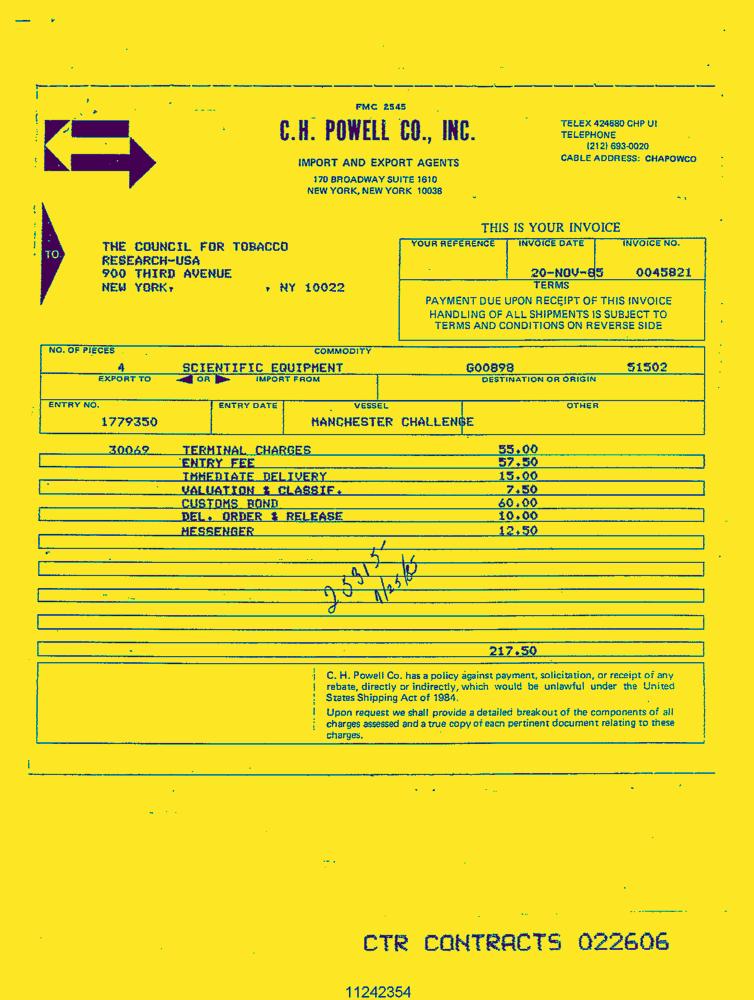 FMC 2545
C.H. POWELL CO., INC.
IMPORT AND EXPORT AGENTS
170 BROADWAY SUITE 1610
NEW YORK, NEW YORK 10038
TELEX 424680 CHP UI
TELEPHONE
(212) 693-0020
CABLE ADDRESS: CHAPOWCO
THIS IS YOUR INVOICE
TO:
THE COUNCIL FOR TOBACCO
RESEARCH-USA
900 THIRD AVENUE
NEW YORK, , NY 10022
YOUR REFERENCE INVOICE DATE INVOICE NO.
20-NOV-85 0045821
TERMS
PAYMENT DUE UPON RECEIPT OF THIS INVOICE
HANDLING OF ALL SHIPMENTS IS SUBJECT TO
TERMS AND CONDITIONS ON REVERSE SIDE
NO. OF PIECES COMMODITY
4 SCIENTIFIC EQUIPMENT G00898 51502
EXPORT TO OR IMPORT FROM DESTINATION OR ORIGIN
ENTRY NO. ENTRY DATE VESSEL OTHER
1779350 MANCHESTER CHALLENGE
30069 TERMINAL CHARGES 55.00
ENTRY FEE 57.50
IMMEDIATE DELIVERY 15.00
VALUATION & CLASSIF. 7.50
CUSTOMS BOND 60.00
DEL. ORDER & RELEASE 10.00
MESSENGER 12.50
25315
11/25/85
217.50
C. H. Powell Co. has a policy against payment, solicitation, or receipt of any
rebate, directly or indirectly, which would be unlawful under the United
States Shipping Act of 1984.
Upon request we shall provide a detailed breakout of the components of all
charges assessed and a true copy of each pertinent document relating to these
charges.
CTR CONTRACTS 022606
11242354